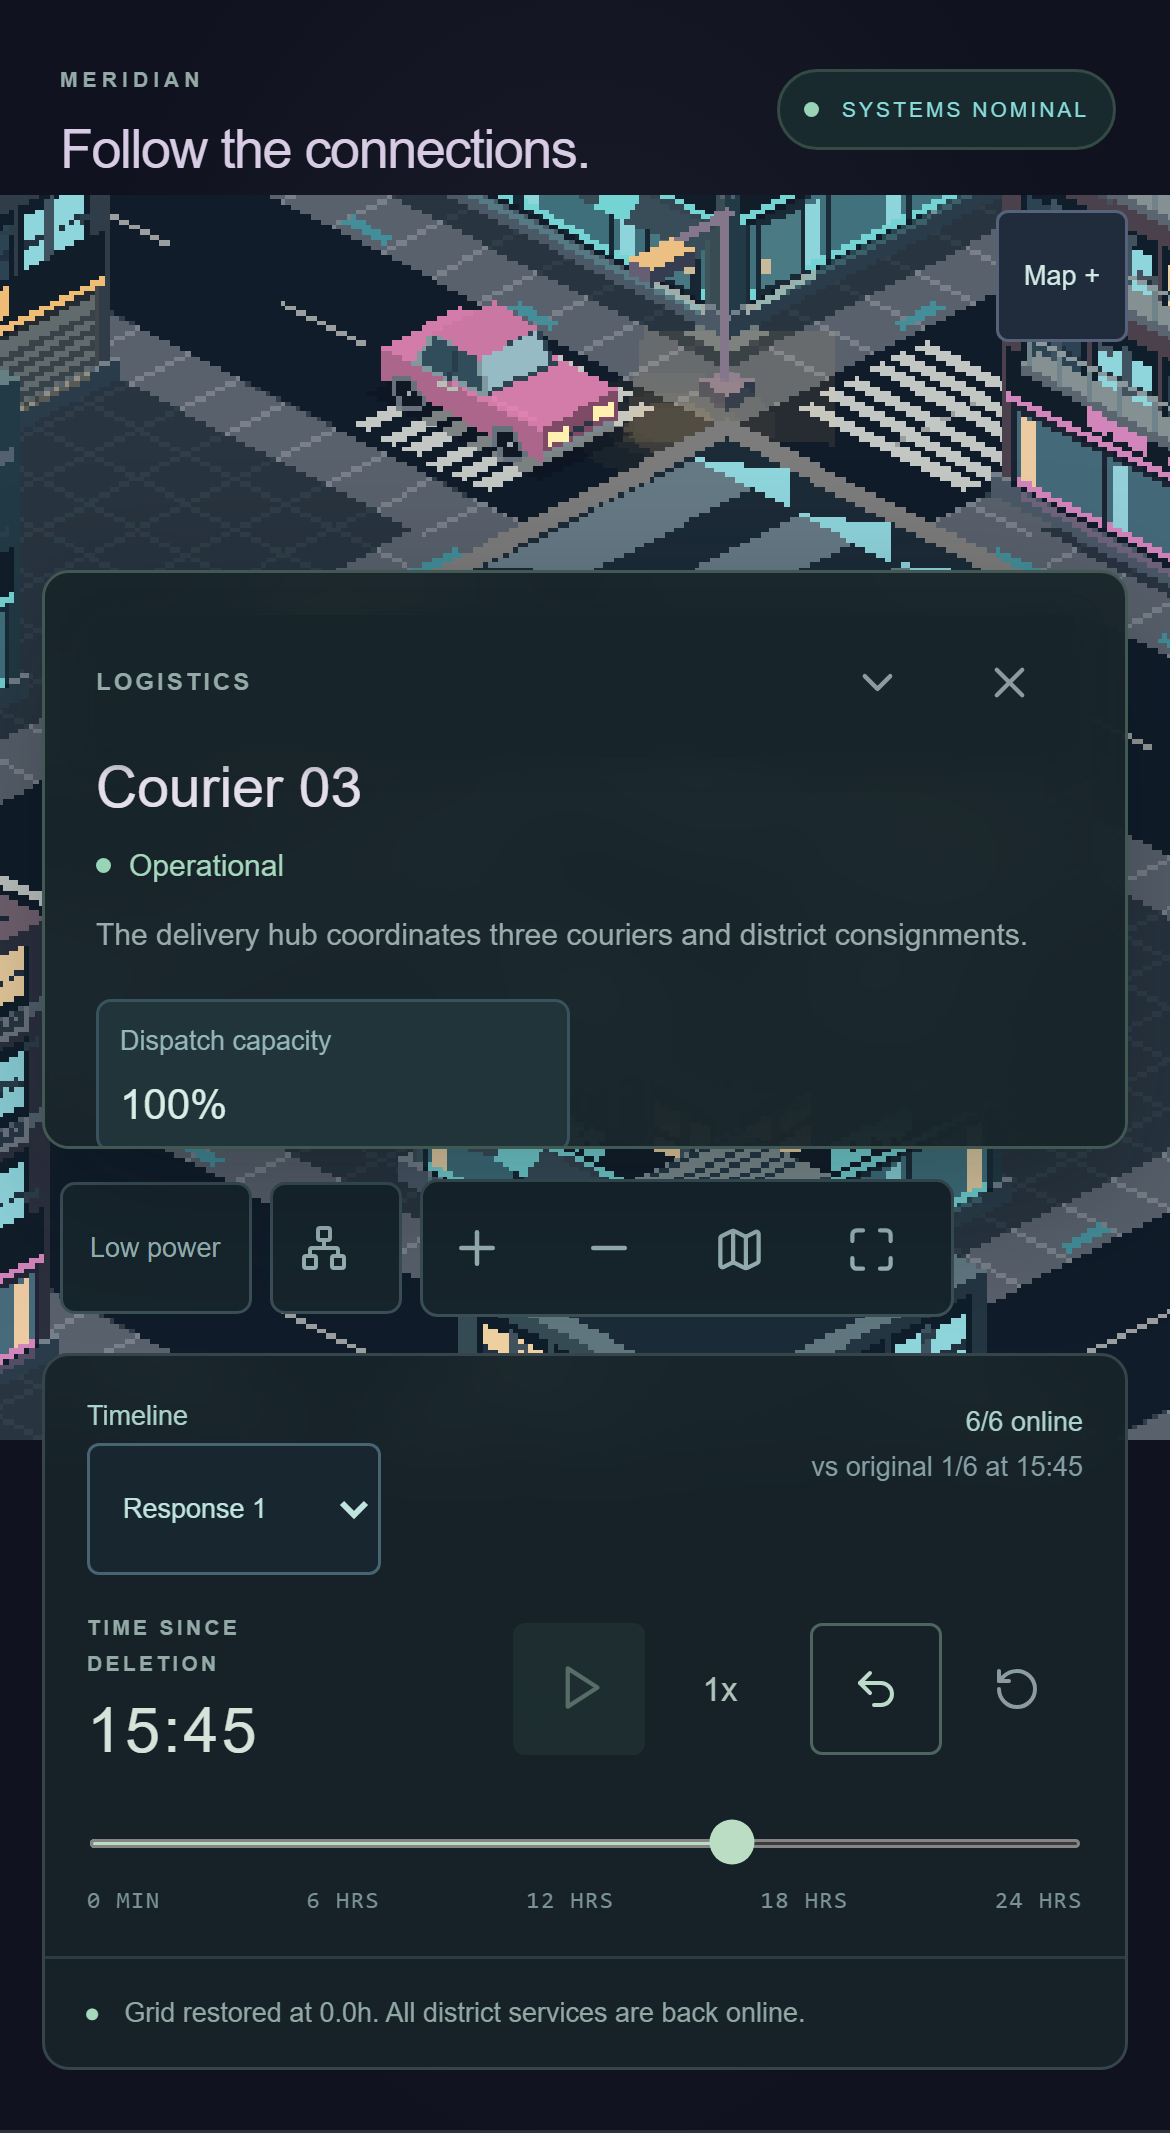 MERIDIAN
Follow the connections.
SYSTEMS NOMINAL
Map +
LOGISTICS
Courier 03
Operational
The delivery hub coordinates three couriers and district consignments.
Dispatch capacity
100%
Low power
Timeline
6/6 online
vs original 1/6 at 15:45
Response 1
TIME SINCE
DELETION
15:45
1x
0 MIN 6 HRS 12 HRS 18 HRS 24 HRS
Grid restored at 0.0h. All district services are back online.